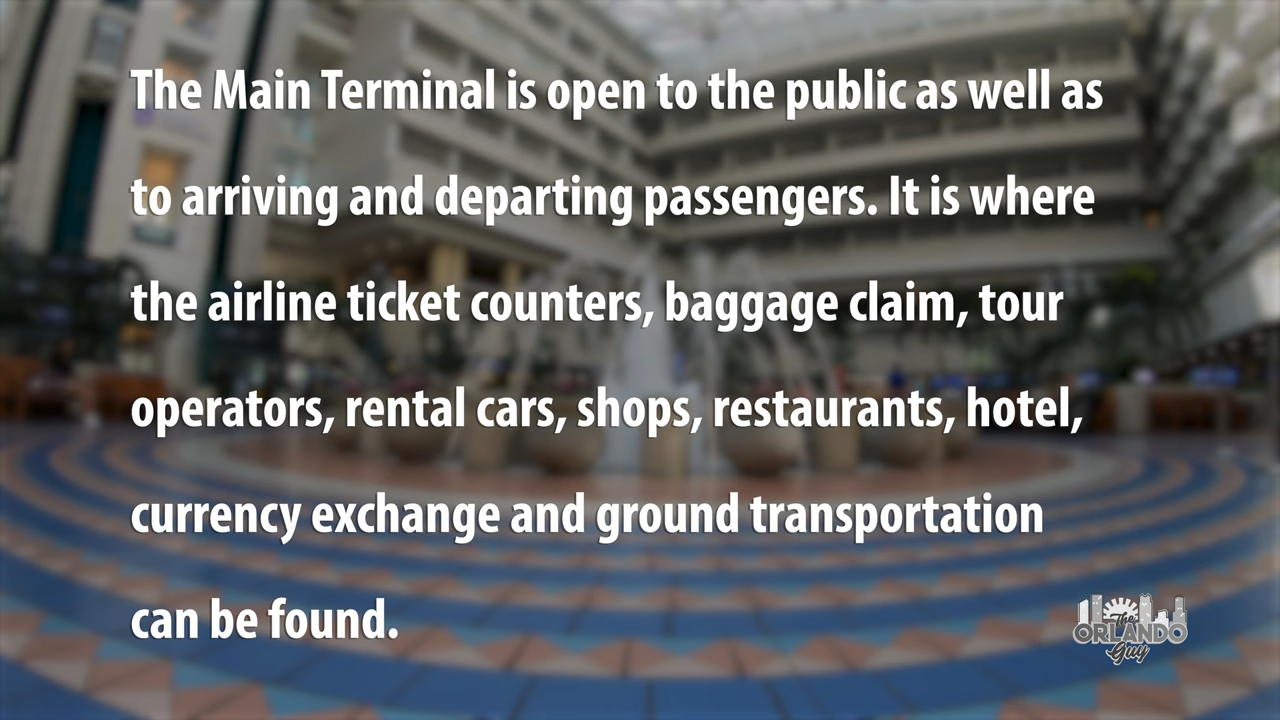 The Main Terminal is open to the public as well as
to arriving and departing passengers. It is where
the airline ticket counters, baggage claim, tour
operators, rental cars, shops, restaurants, hotel,
currency exchange and ground transportation
can be found.
The
ORLANDO
Guy